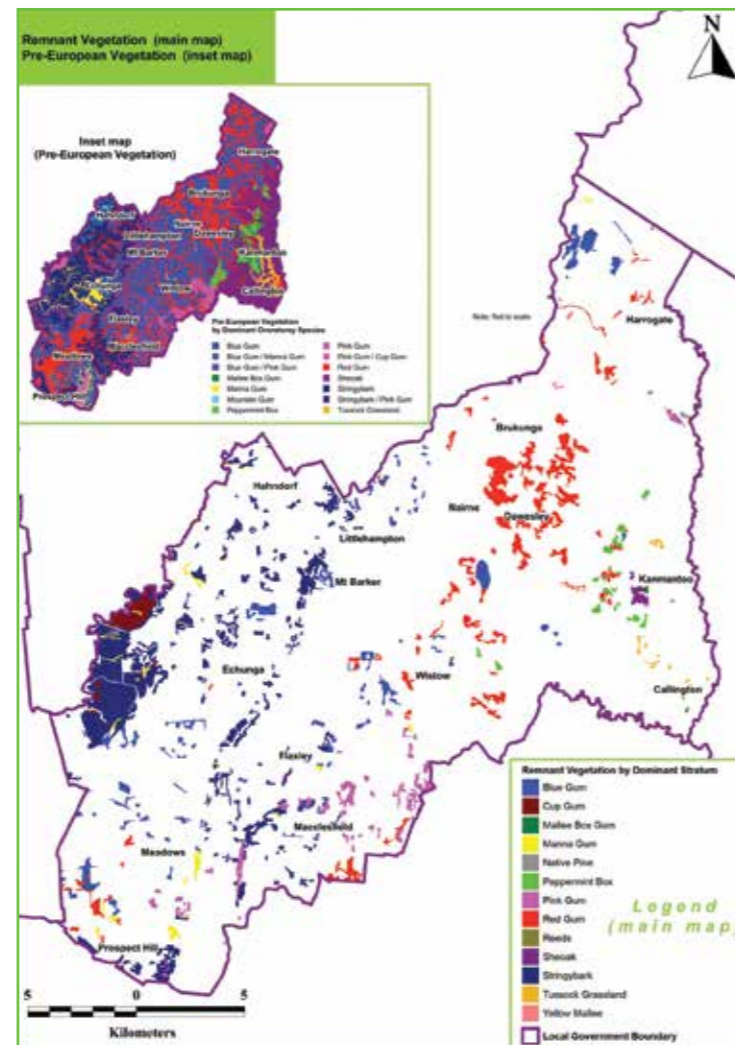 Remnant Vegetation (main map)
Pre-European Vegetation (inset map)
N
Inset map
(Pre-European Vegetation)
Harrogate
Brukunga
Hahndorf
Nairne
Littlehampton
Dawesley
Mt Barker
Kanmantoo
Echunga
Wistow
Callington
Flaxley
Meadows
Macclesfield
Prospect Hill
Pre-European Vegetation
by Dominant Overstorey Species
Blue Gum
Blue Gum / Manna Gum
Blue Gum / Pink Gum
Mallee Box Gum
Manna Gum
Mountain Gum
Peppermint Box
Pink Gum
Pink Gum / Cup Gum
Red Gum
Sheoak
Stringybark
Stringybark / Pink Gum
Tussock Grassland
Note: Not to scale
Harrogate
Brukunga
Hahndorf
Nairne
Dawesley
Littlehampton
Mt Barker
Kanmantoo
Echunga
Wistow
Callington
Flaxley
Macclesfield
Meadows
Prospect Hill
5 0 5
Kilometers
Remnant Vegetation by Dominant Stratum
Blue Gum
Cup Gum
Mallee Box Gum
Manna Gum
Native Pine
Peppermint Box
Pink Gum
Red Gum
Reeds
Sheoak
Stringybark
Tussock Grassland
Yellow Mallee
Local Government Boundary
Legend
(main map)